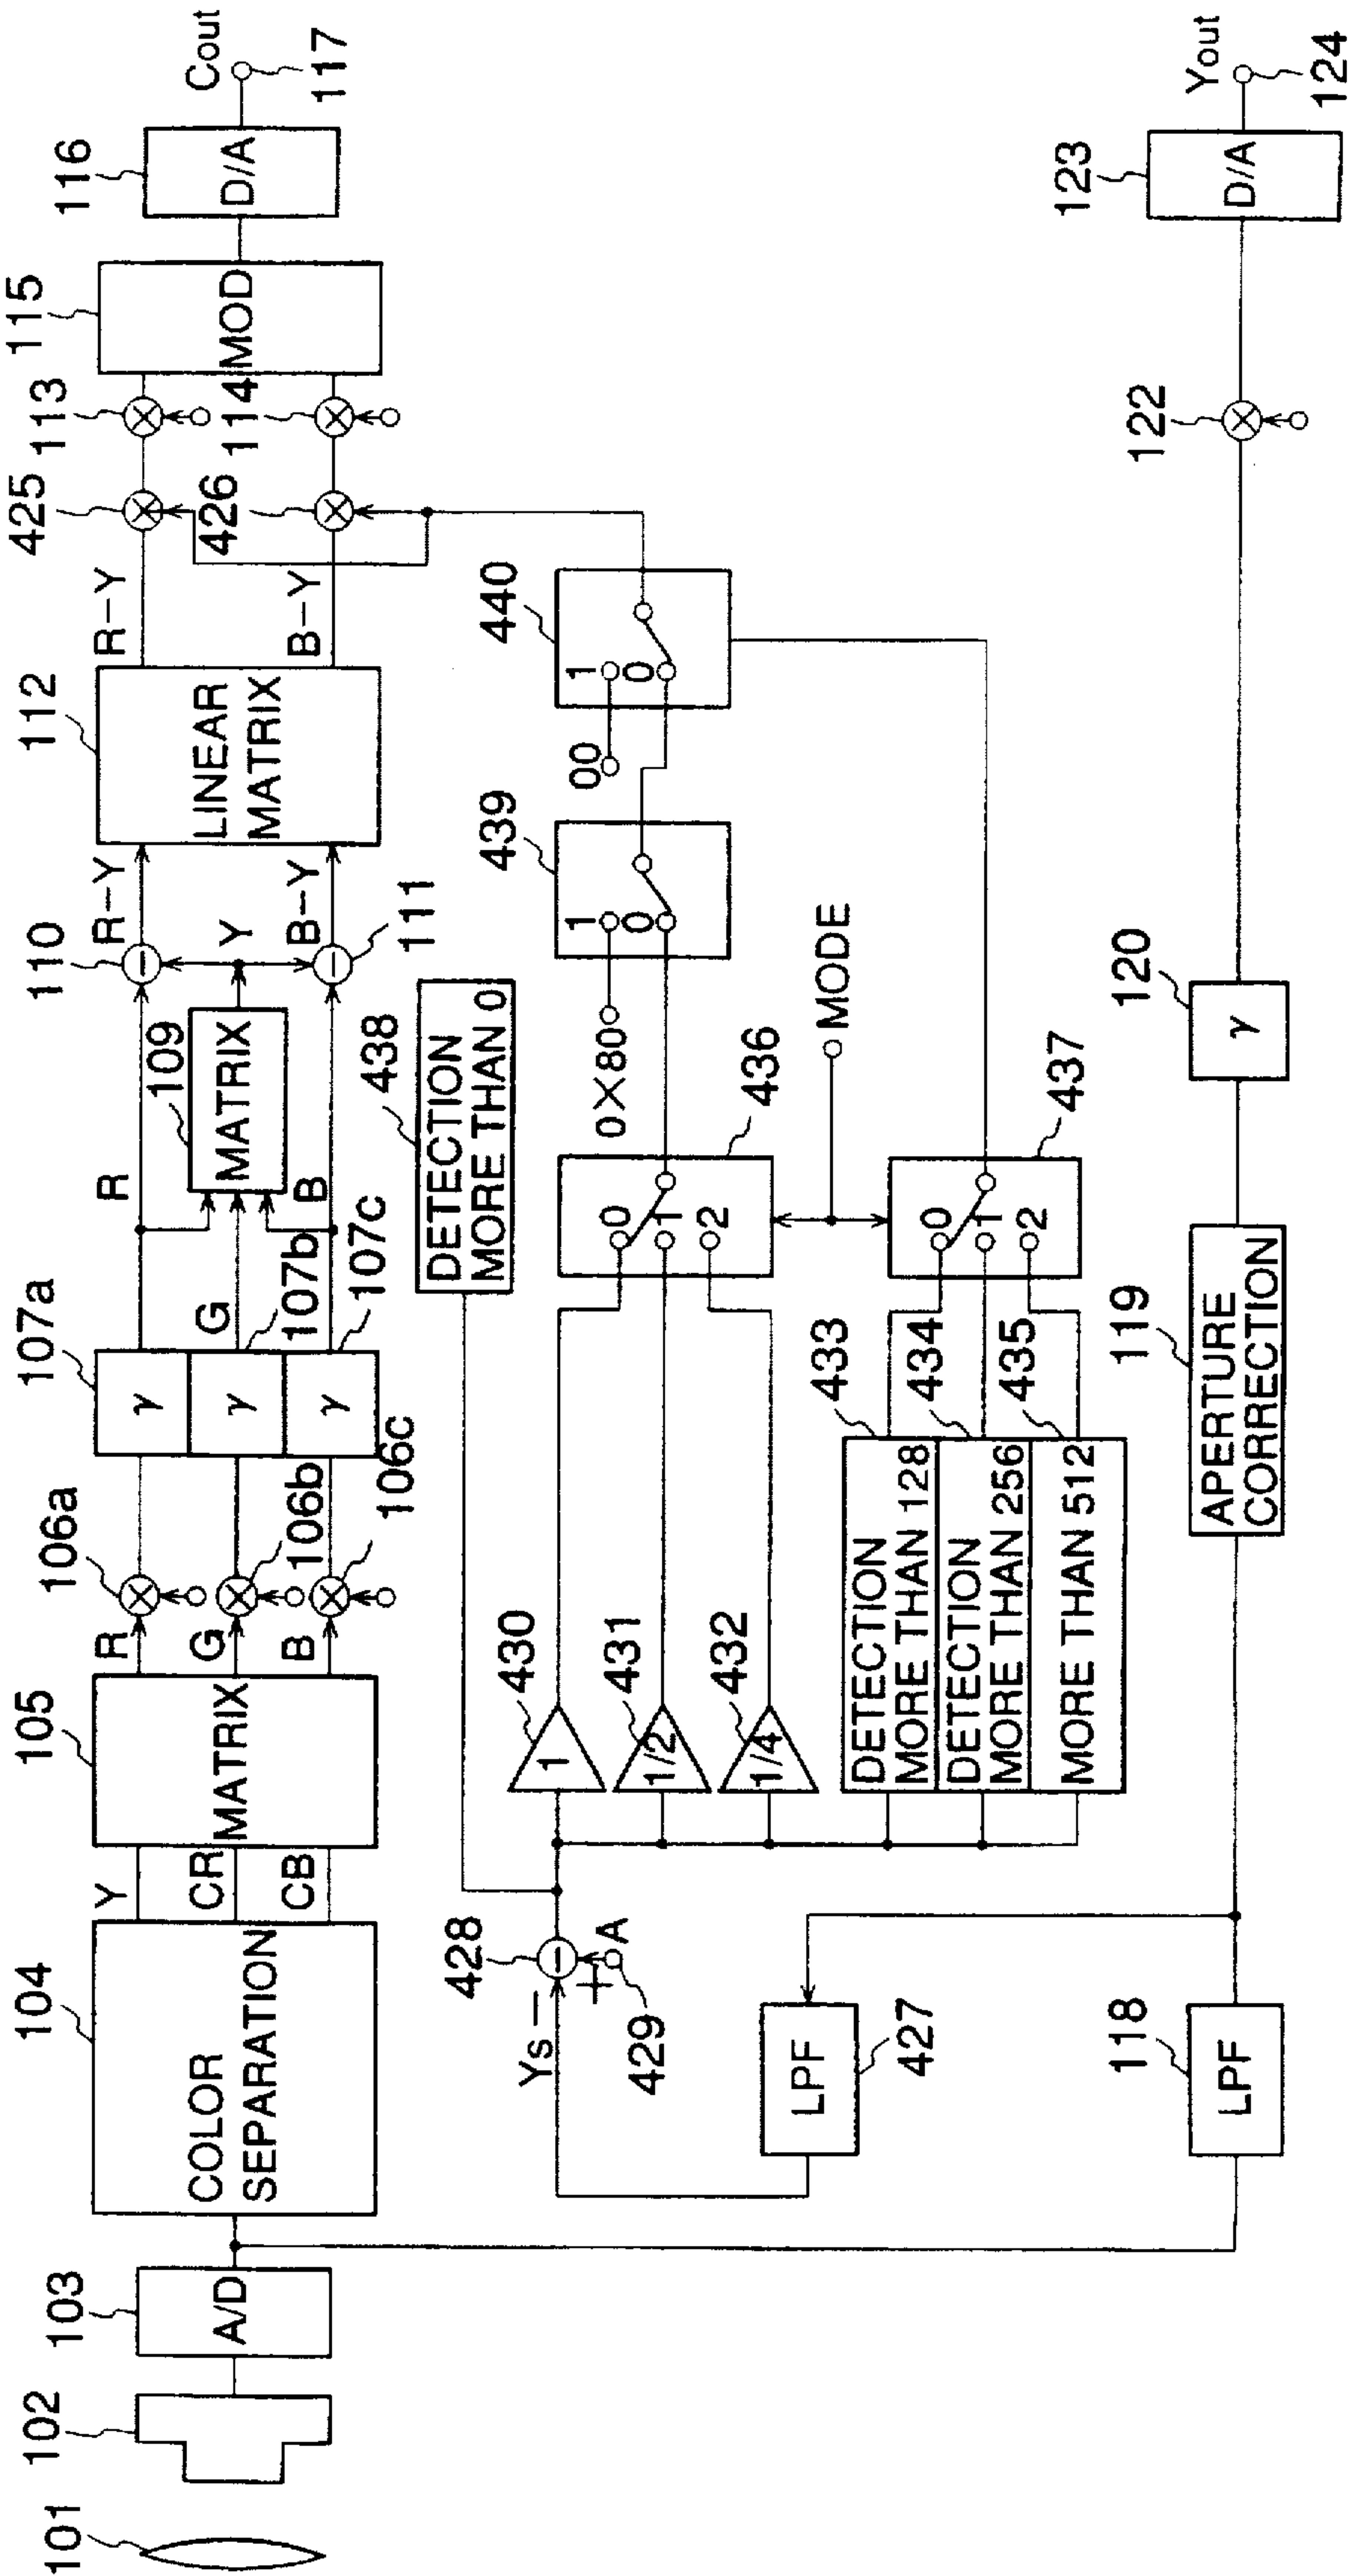 101
102
103
A/D
104
COLOR
SEPARATION
Y
CR
CB
105
MATRIX
R
G
B
106a
106b
106c
107a
γ
γ
γ
107b
107c
R
G
B
109
MATRIX
110
Y
111
R-Y
B-Y
112
LINEAR
MATRIX
R-Y
B-Y
425
426
113
114
115
MOD
116
D/A
Cout
117
438
DETECTION
MORE THAN 0
428
Ys
−
+
A
429
427
LPF
430
1
431
1/2
432
1/4
433
DETECTION
MORE THAN 128
434
DETECTION
MORE THAN 256
435
MORE THAN 512
436
0
1
2
MODE
437
0
1
2
439
0×80
1
0
440
00
1
0
118
LPF
119
APERTURE
CORRECTION
120
γ
122
123
D/A
Yout
124